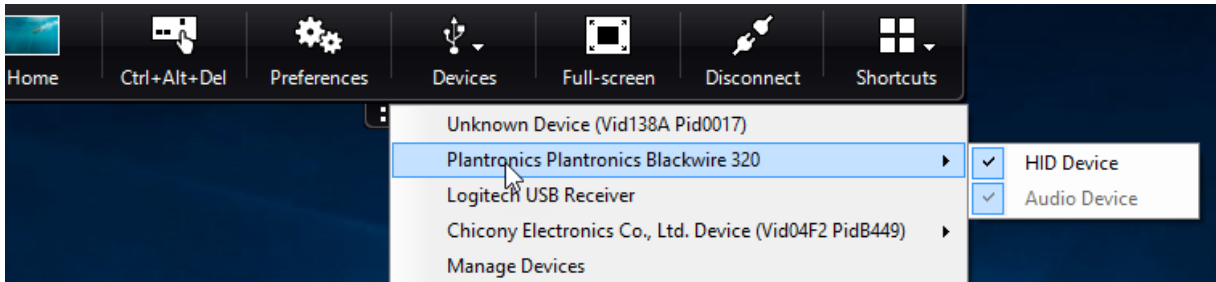 Home Ctrl+Alt+Del Preferences Devices Full-screen Disconnect Shortcuts
Unknown Device (Vid138A Pid0017)
Plantronics Plantronics Blackwire 320
HID Device
Logitech USB Receiver
Audio Device
Chicony Electronics Co., Ltd. Device (Vid04F2 PidB449)
Manage Devices